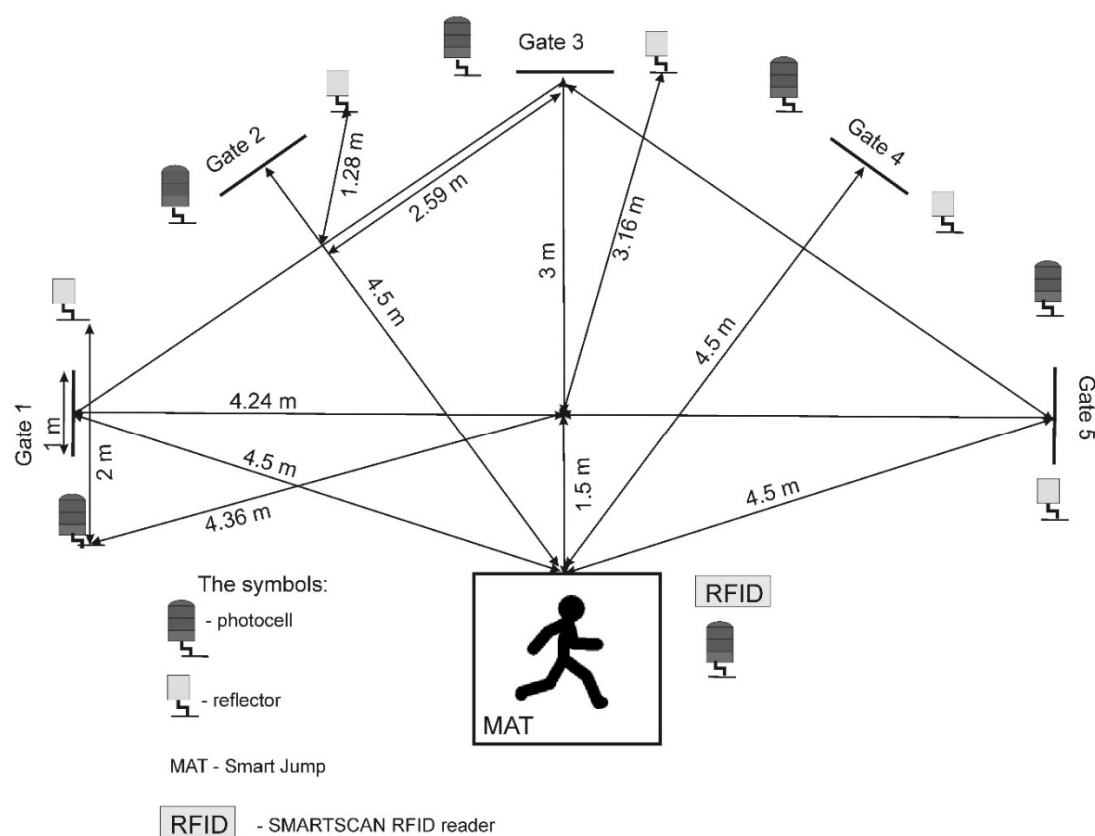 Gate 3
Gate 2
Gate 4
1.28 m
2.59 m
3 m
3.16 m
4.5 m
4.5 m
Gate 1
1 m
2 m
4.24 m
4.5 m
4.36 m
1.5 m
4.5 m
Gate 5
The symbols:
- photocell
- reflector
MAT
RFID
MAT - Smart Jump
RFID - SMARTSCAN RFID reader